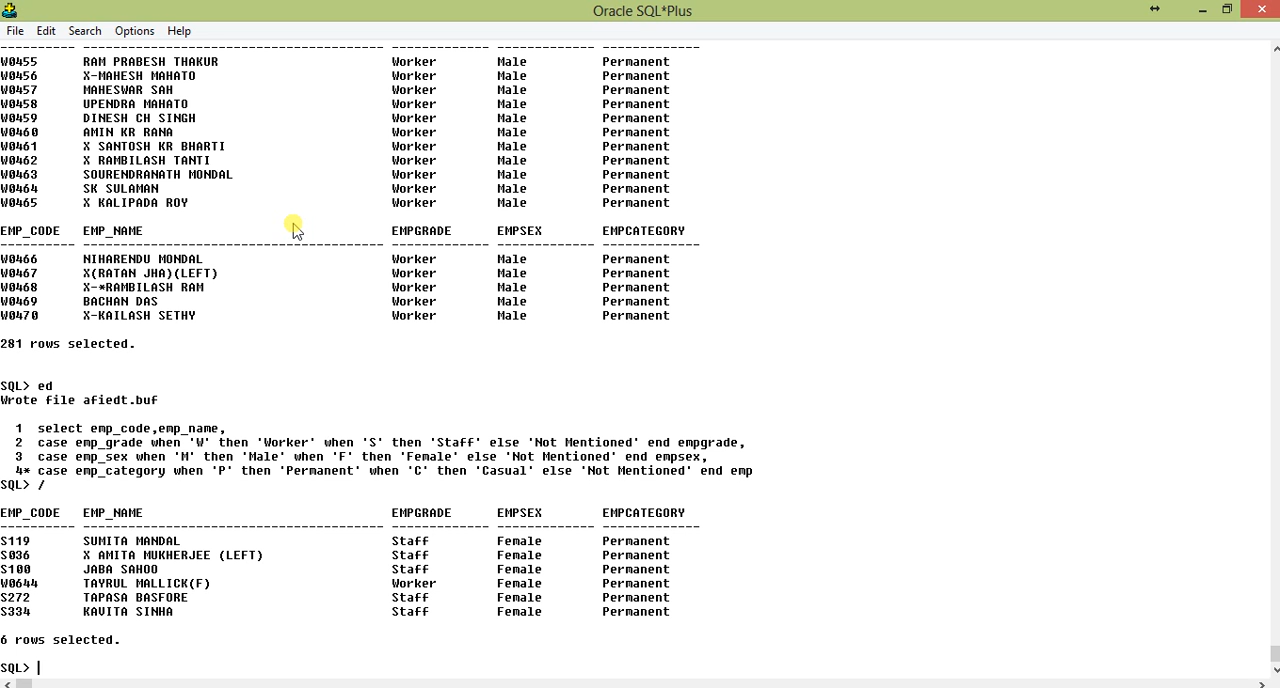 Oracle SQL*Plus
File Edit Search Options Help
---------- ---------------------------------------- ------------- ------------- -------------
W0455 RAM PRABESH THAKUR Worker Male Permanent
W0456 X-MAHESH MAHATO Worker Male Permanent
W0457 MAHESWAR SAH Worker Male Permanent
W0458 UPENDRA MAHATO Worker Male Permanent
W0459 DINESH CH SINGH Worker Male Permanent
W0460 AMIN KR RANA Worker Male Permanent
W0461 X SANTOSH KR BHARTI Worker Male Permanent
W0462 X RAMBILASH TANTI Worker Male Permanent
W0463 SOURENDRANATH MONDAL Worker Male Permanent
W0464 SK SULAMAN Worker Male Permanent
W0465 X KALIPADA ROY Worker Male Permanent
EMP_CODE EMP_NAME EMPGRADE EMPSEX EMPCATEGORY
---------- ---------------------------------------- ------------- ------------- -------------
W0466 NIHARENDU MONDAL Worker Male Permanent
W0467 X(RATAN JHA)(LEFT) Worker Male Permanent
W0468 X-*RAMBILASH RAM Worker Male Permanent
W0469 BACHAN DAS Worker Male Permanent
W0470 X-KAILASH SETHY Worker Male Permanent
281 rows selected.
SQL> ed
Wrote file afiedt.buf
1 select emp_code,emp_name,
2 case emp_grade when 'W' then 'Worker' when 'S' then 'Staff' else 'Not Mentioned' end empgrade,
3 case emp_sex when 'M' then 'Male' when 'F' then 'Female' else 'Not Mentioned' end empsex,
4* case emp_category when 'P' then 'Permanent' when 'C' then 'Casual' else 'Not Mentioned' end emp
SQL> /
EMP_CODE EMP_NAME EMPGRADE EMPSEX EMPCATEGORY
---------- ---------------------------------------- ------------- ------------- -------------
S119 SUMITA MANDAL Staff Female Permanent
S036 X AMITA MUKHERJEE (LEFT) Staff Female Permanent
S100 JABA SAHOO Staff Female Permanent
W0644 TAYRUL MALLICK(F) Worker Female Permanent
S272 TAPASA BASFORE Staff Female Permanent
S334 KAVITA SINHA Staff Female Permanent
6 rows selected.
SQL>